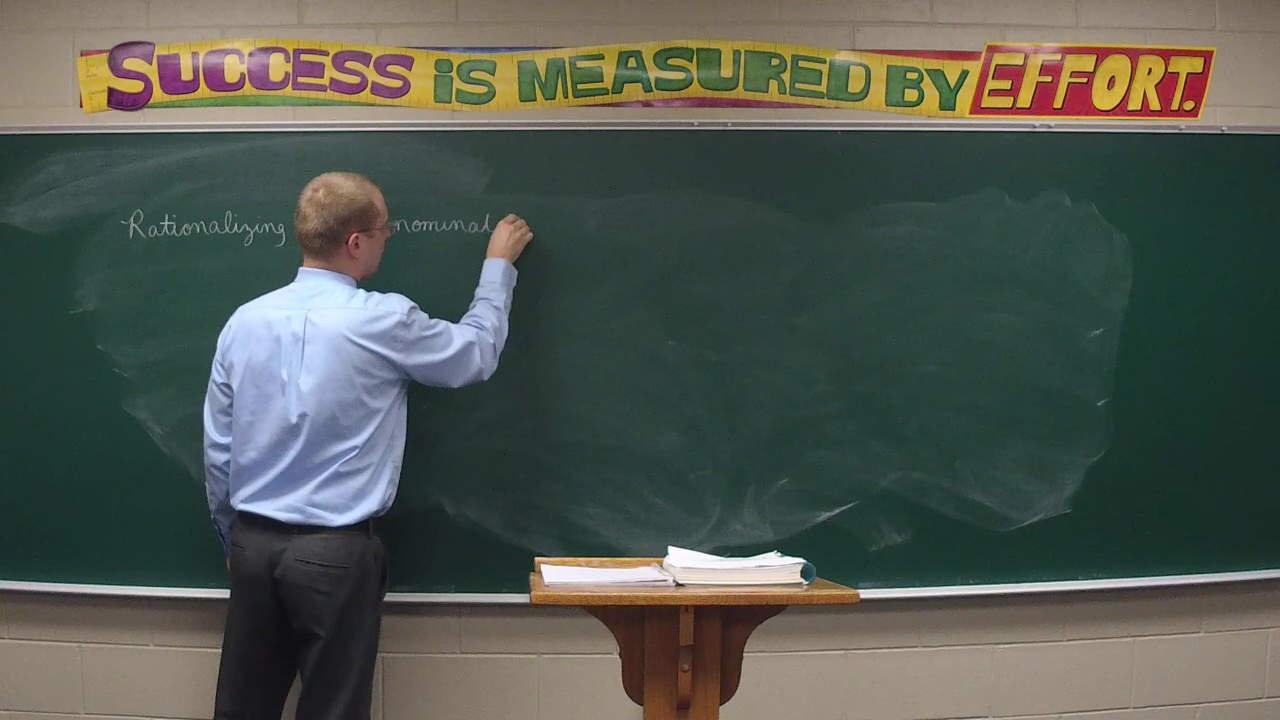 SUCCESS iS MEASURED BY EFFORT.
Rationalizing nominat